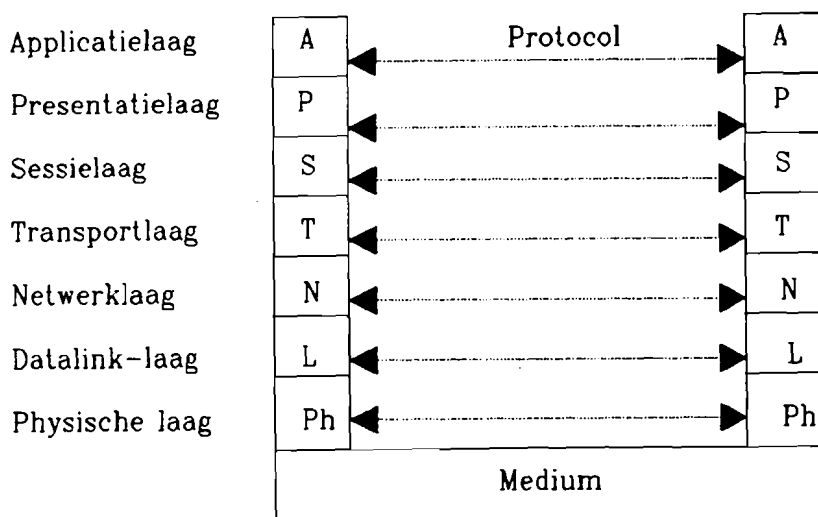 Applicatielaag A Protocol A
Presentatielaag P P
Sessielaag S S
Transportlaag T T
Netwerklaag N N
Datalink-laag L L
Physische laag Ph Ph
Medium